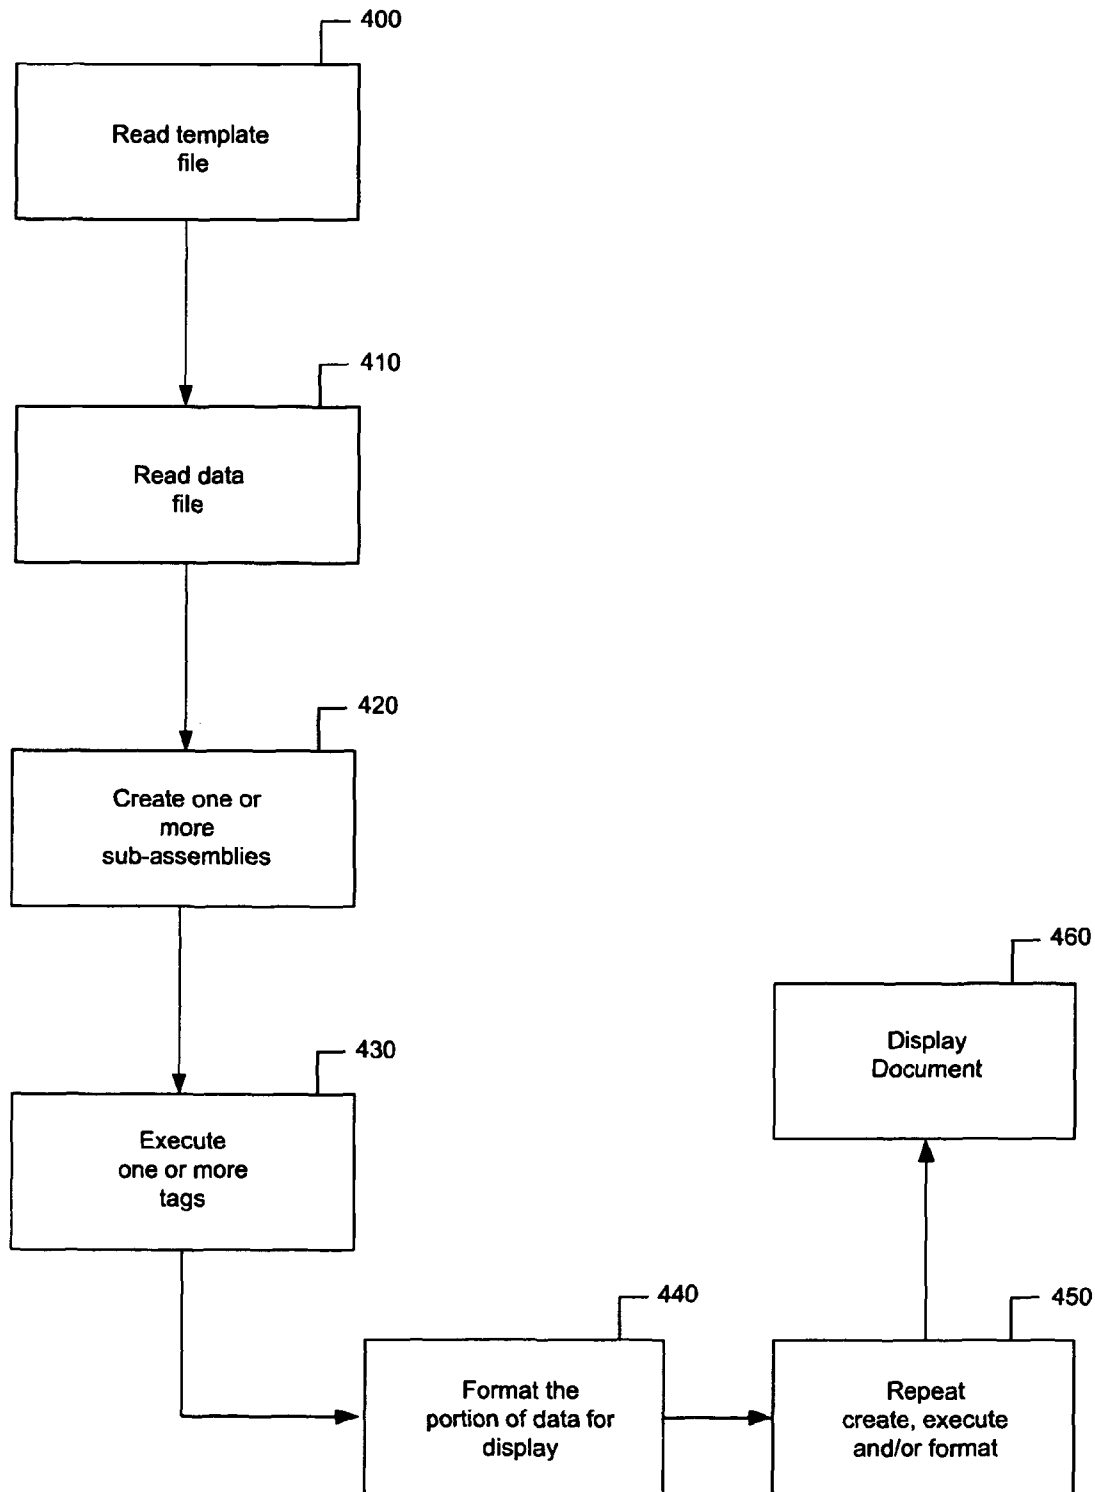 400
Read template
file
410
Read data
file
420
Create one or
more
sub-assemblies
430
Execute
one or more
tags
440
Format the
portion of data for
display
450
Repeat
create, execute
and/or format
460
Display
Document